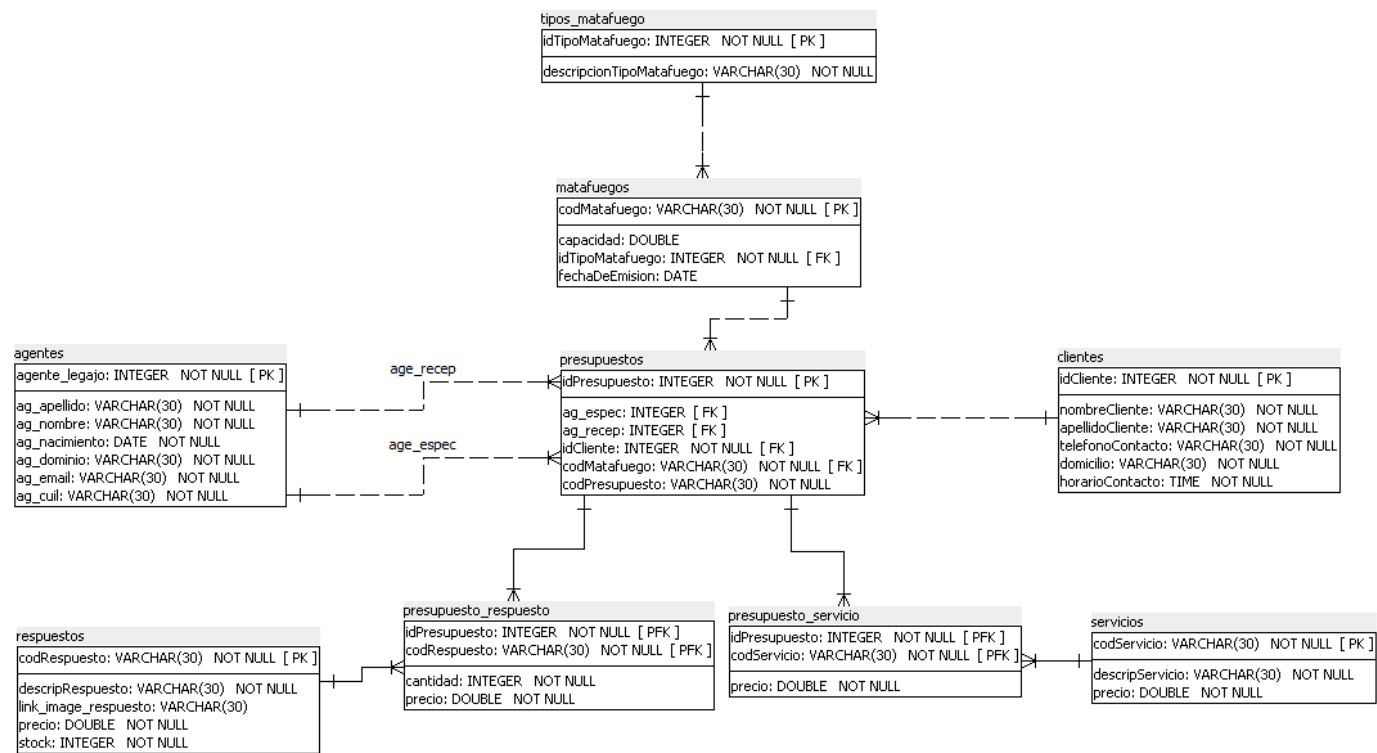 tipos_matafuego
idTipoMatafuego: INTEGER NOT NULL [ PK ]
descripcionTipoMatafuego: VARCHAR(30) NOT NULL
matafuegos
codMatafuego: VARCHAR(30) NOT NULL [ PK ]
capacidad: DOUBLE
idTipoMatafuego: INTEGER NOT NULL [ FK ]
fechaDeEmision: DATE
agentes
agente_legajo: INTEGER NOT NULL [ PK ]
ag_apellido: VARCHAR(30) NOT NULL
ag_nombre: VARCHAR(30) NOT NULL
ag_nacimiento: DATE NOT NULL
ag_dominio: VARCHAR(30) NOT NULL
ag_email: VARCHAR(30) NOT NULL
ag_cuil: VARCHAR(30) NOT NULL
age_recep
age_espec
presupuestos
idPresupuesto: INTEGER NOT NULL [ PK ]
ag_espec: INTEGER [ FK ]
ag_recep: INTEGER [ FK ]
idCliente: INTEGER NOT NULL [ FK ]
codMatafuego: VARCHAR(30) NOT NULL [ FK ]
codPresupuesto: VARCHAR(30) NOT NULL
clientes
idCliente: INTEGER NOT NULL [ PK ]
nombreCliente: VARCHAR(30) NOT NULL
apellidoCliente: VARCHAR(30) NOT NULL
telefonoContacto: VARCHAR(30) NOT NULL
domicilio: VARCHAR(30) NOT NULL
horarioContacto: TIME NOT NULL
respuestos
codRespuesto: VARCHAR(30) NOT NULL [ PK ]
descripRespuesto: VARCHAR(30) NOT NULL
link_image_respuesto: VARCHAR(30)
precio: DOUBLE NOT NULL
stock: INTEGER NOT NULL
presupuesto_respuesto
idPresupuesto: INTEGER NOT NULL [ PFK ]
codRespuesto: VARCHAR(30) NOT NULL [ PFK ]
cantidad: INTEGER NOT NULL
precio: DOUBLE NOT NULL
presupuesto_servicio
idPresupuesto: INTEGER NOT NULL [ PFK ]
codServicio: VARCHAR(30) NOT NULL [ PFK ]
precio: DOUBLE NOT NULL
servicios
codServicio: VARCHAR(30) NOT NULL [ PK ]
descripServicio: VARCHAR(30) NOT NULL
precio: DOUBLE NOT NULL